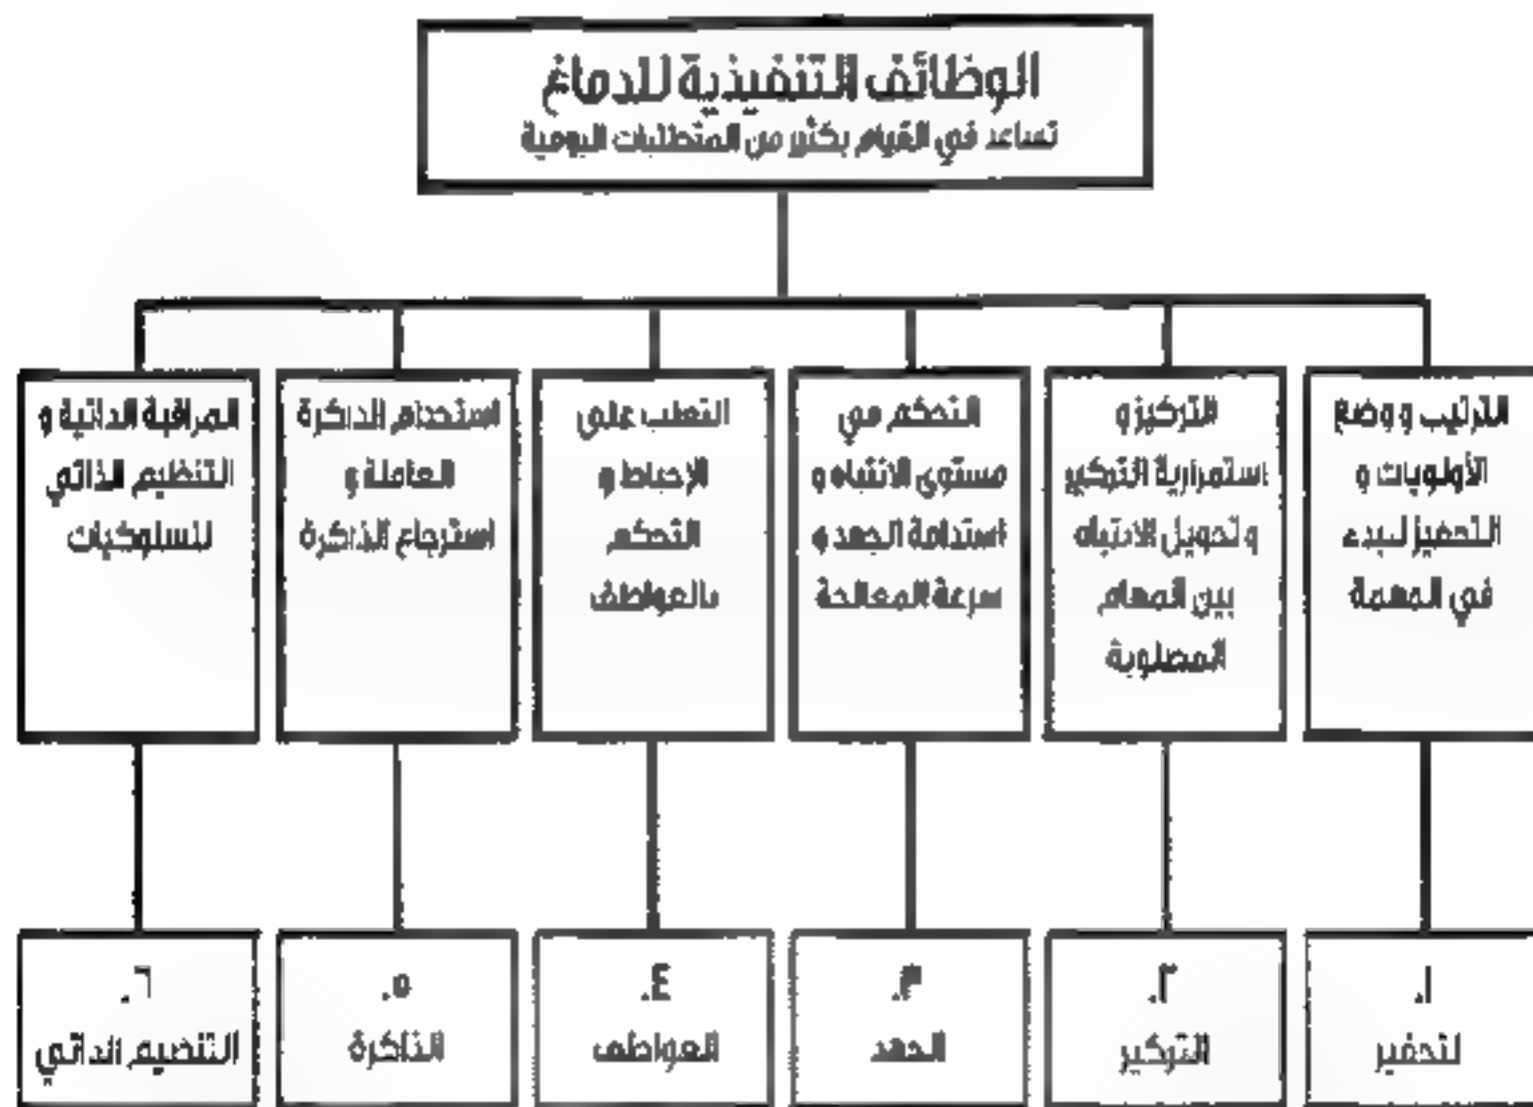 الوظائف التنفيذية للدماغ
تساعد في القيام بكثير من المتطلبات اليومية
الترتيب ووضع
الأولويات و
التحفيز لبدء
في المهمة
التركيز و
استمرارية التركيز
و تحويل الانتباه
بين المهام
المطلوبة
التحكم في
مستوى الانتباه و
استدامة الجهد و
سرعة المعالجة
التغلب على
الإحباط و
التحكم
بالعواطف
استخدام الذاكرة
العاملة و
استرجاع الذاكرة
المراقبة الذاتية و
التنظيم الذاتي
للسلوكيات
١.
التحفيز
٢.
التركيز
٣.
الجهد
٤.
العواطف
٥.
الذاكرة
٦.
التنظيم الذاتي